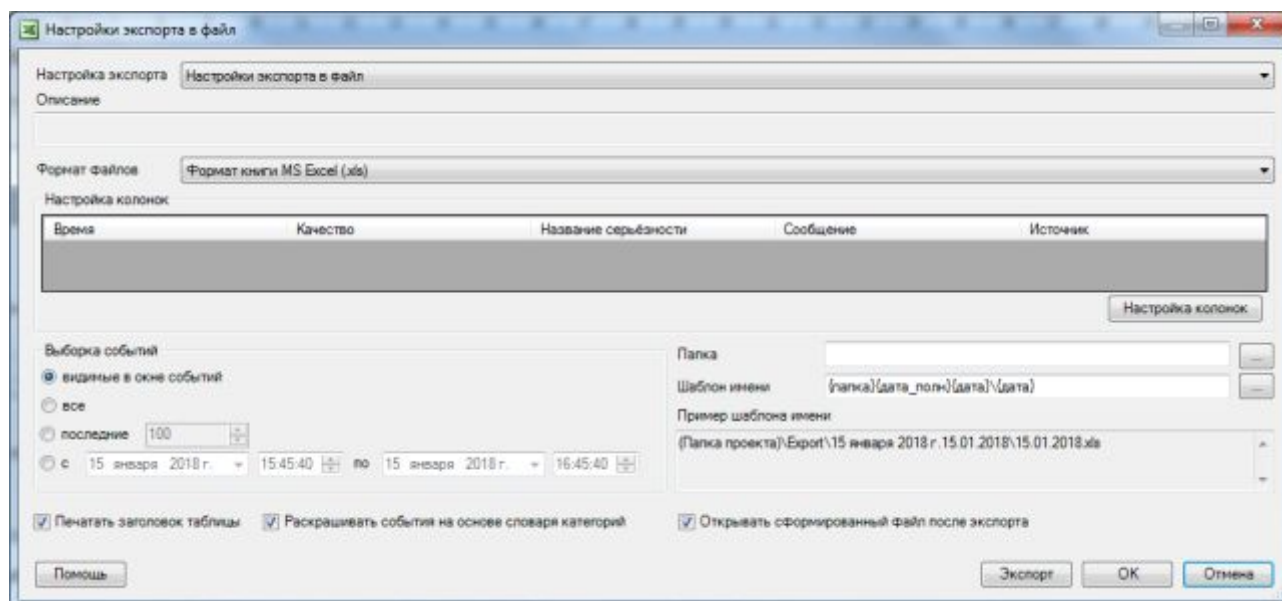 Настройки экспорта в файл
Настройка экспорта Настройки экспорта в файл
Описание
Формат файлов Формат книги MS Excel (.xls)
Настройка колонок
Время Качество Название серьёзности Сообщение Источник
Настройка колонок
Выборка событий
видимые в окне событий
все
последние 100
с 15 января 2018 г. 15:45:40 по 15 января 2018 г. 16:45:40
Папка ...
Шаблон имени {папка}{дата_полн}{дата}\{дата} ...
Пример шаблона имени
(Папка проекта)\Export\15 января 2018 г.15.01.2018\15.01.2018.xls
Печатать заголовок таблицы Раскрашивать события на основе словаря категорий Открывать сформированный файл после экспорта
Помощь Экспорт OK Отмена